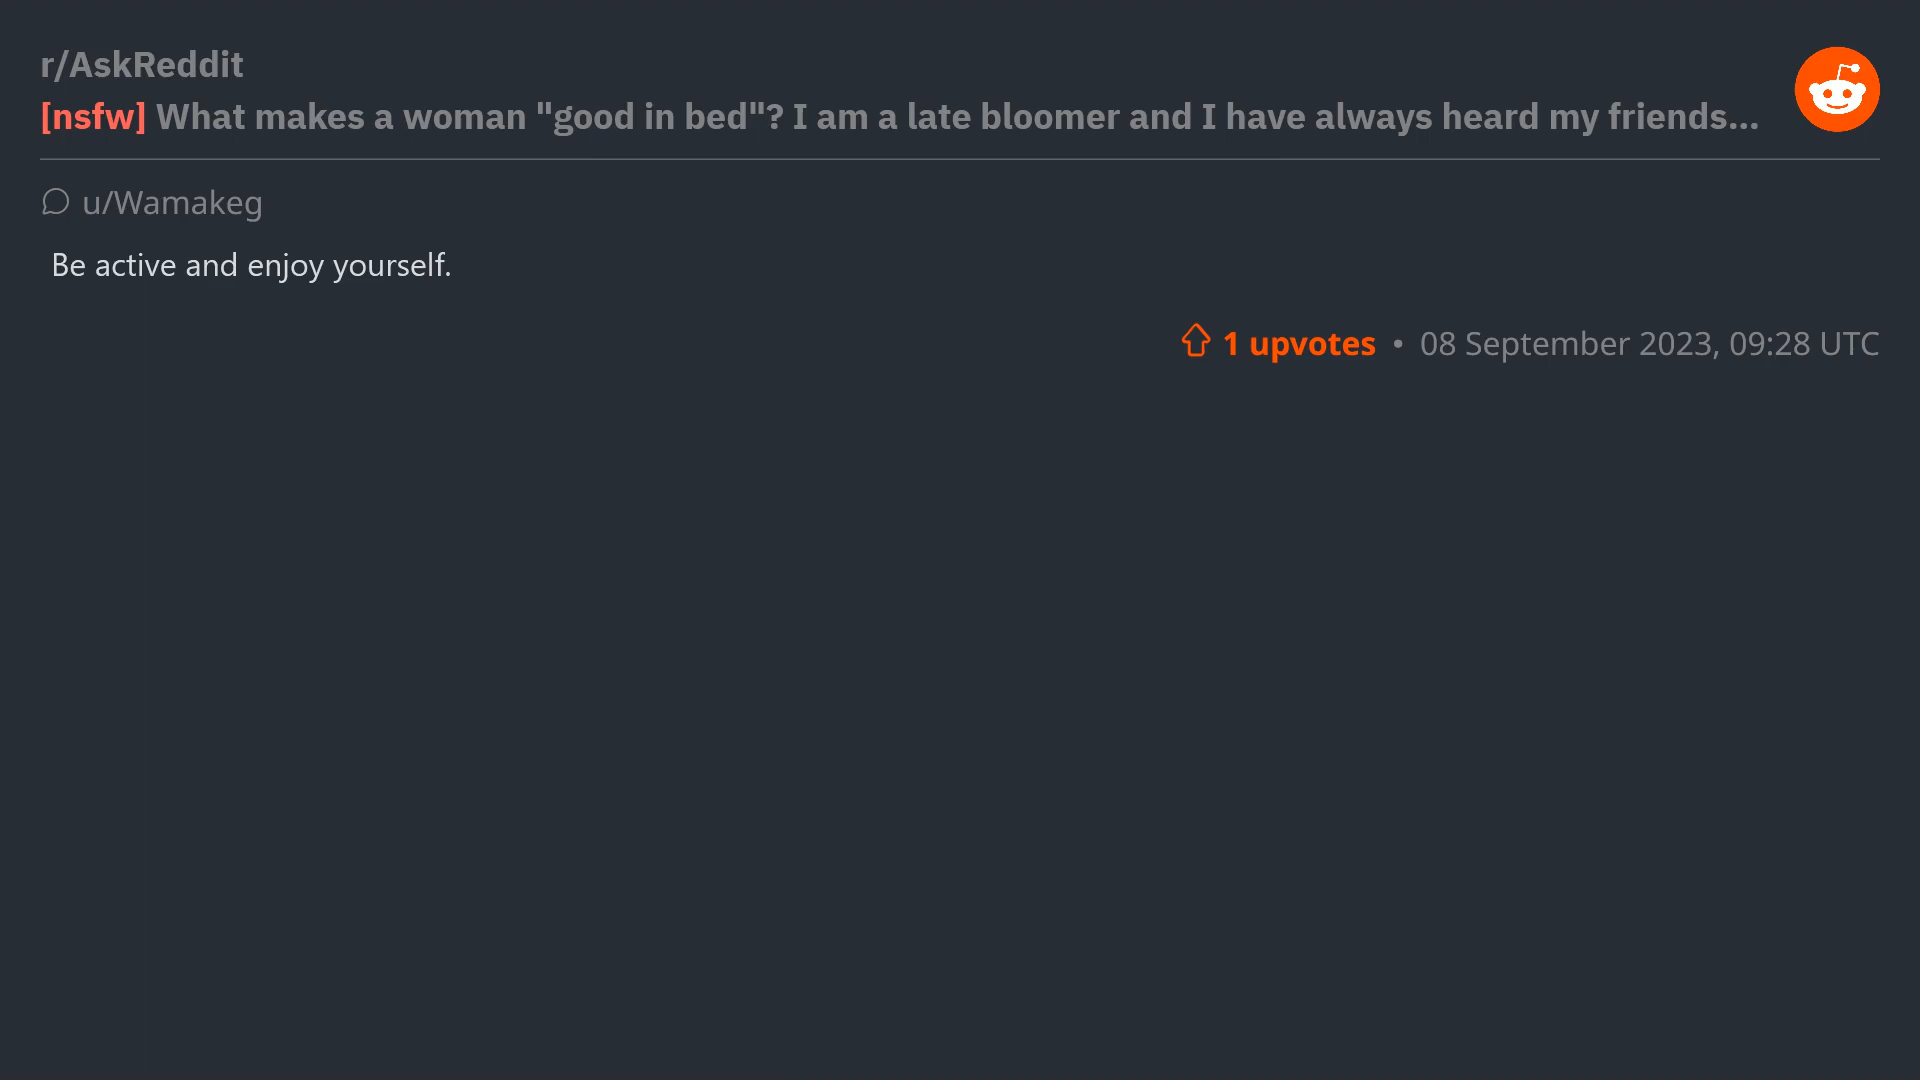 r/AskReddit
[nsfw] What makes a woman "good in bed"? I am a late bloomer and I have always heard my friends...
u/Wamakeg
Be active and enjoy yourself.
1 upvotes • 08 September 2023, 09:28 UTC